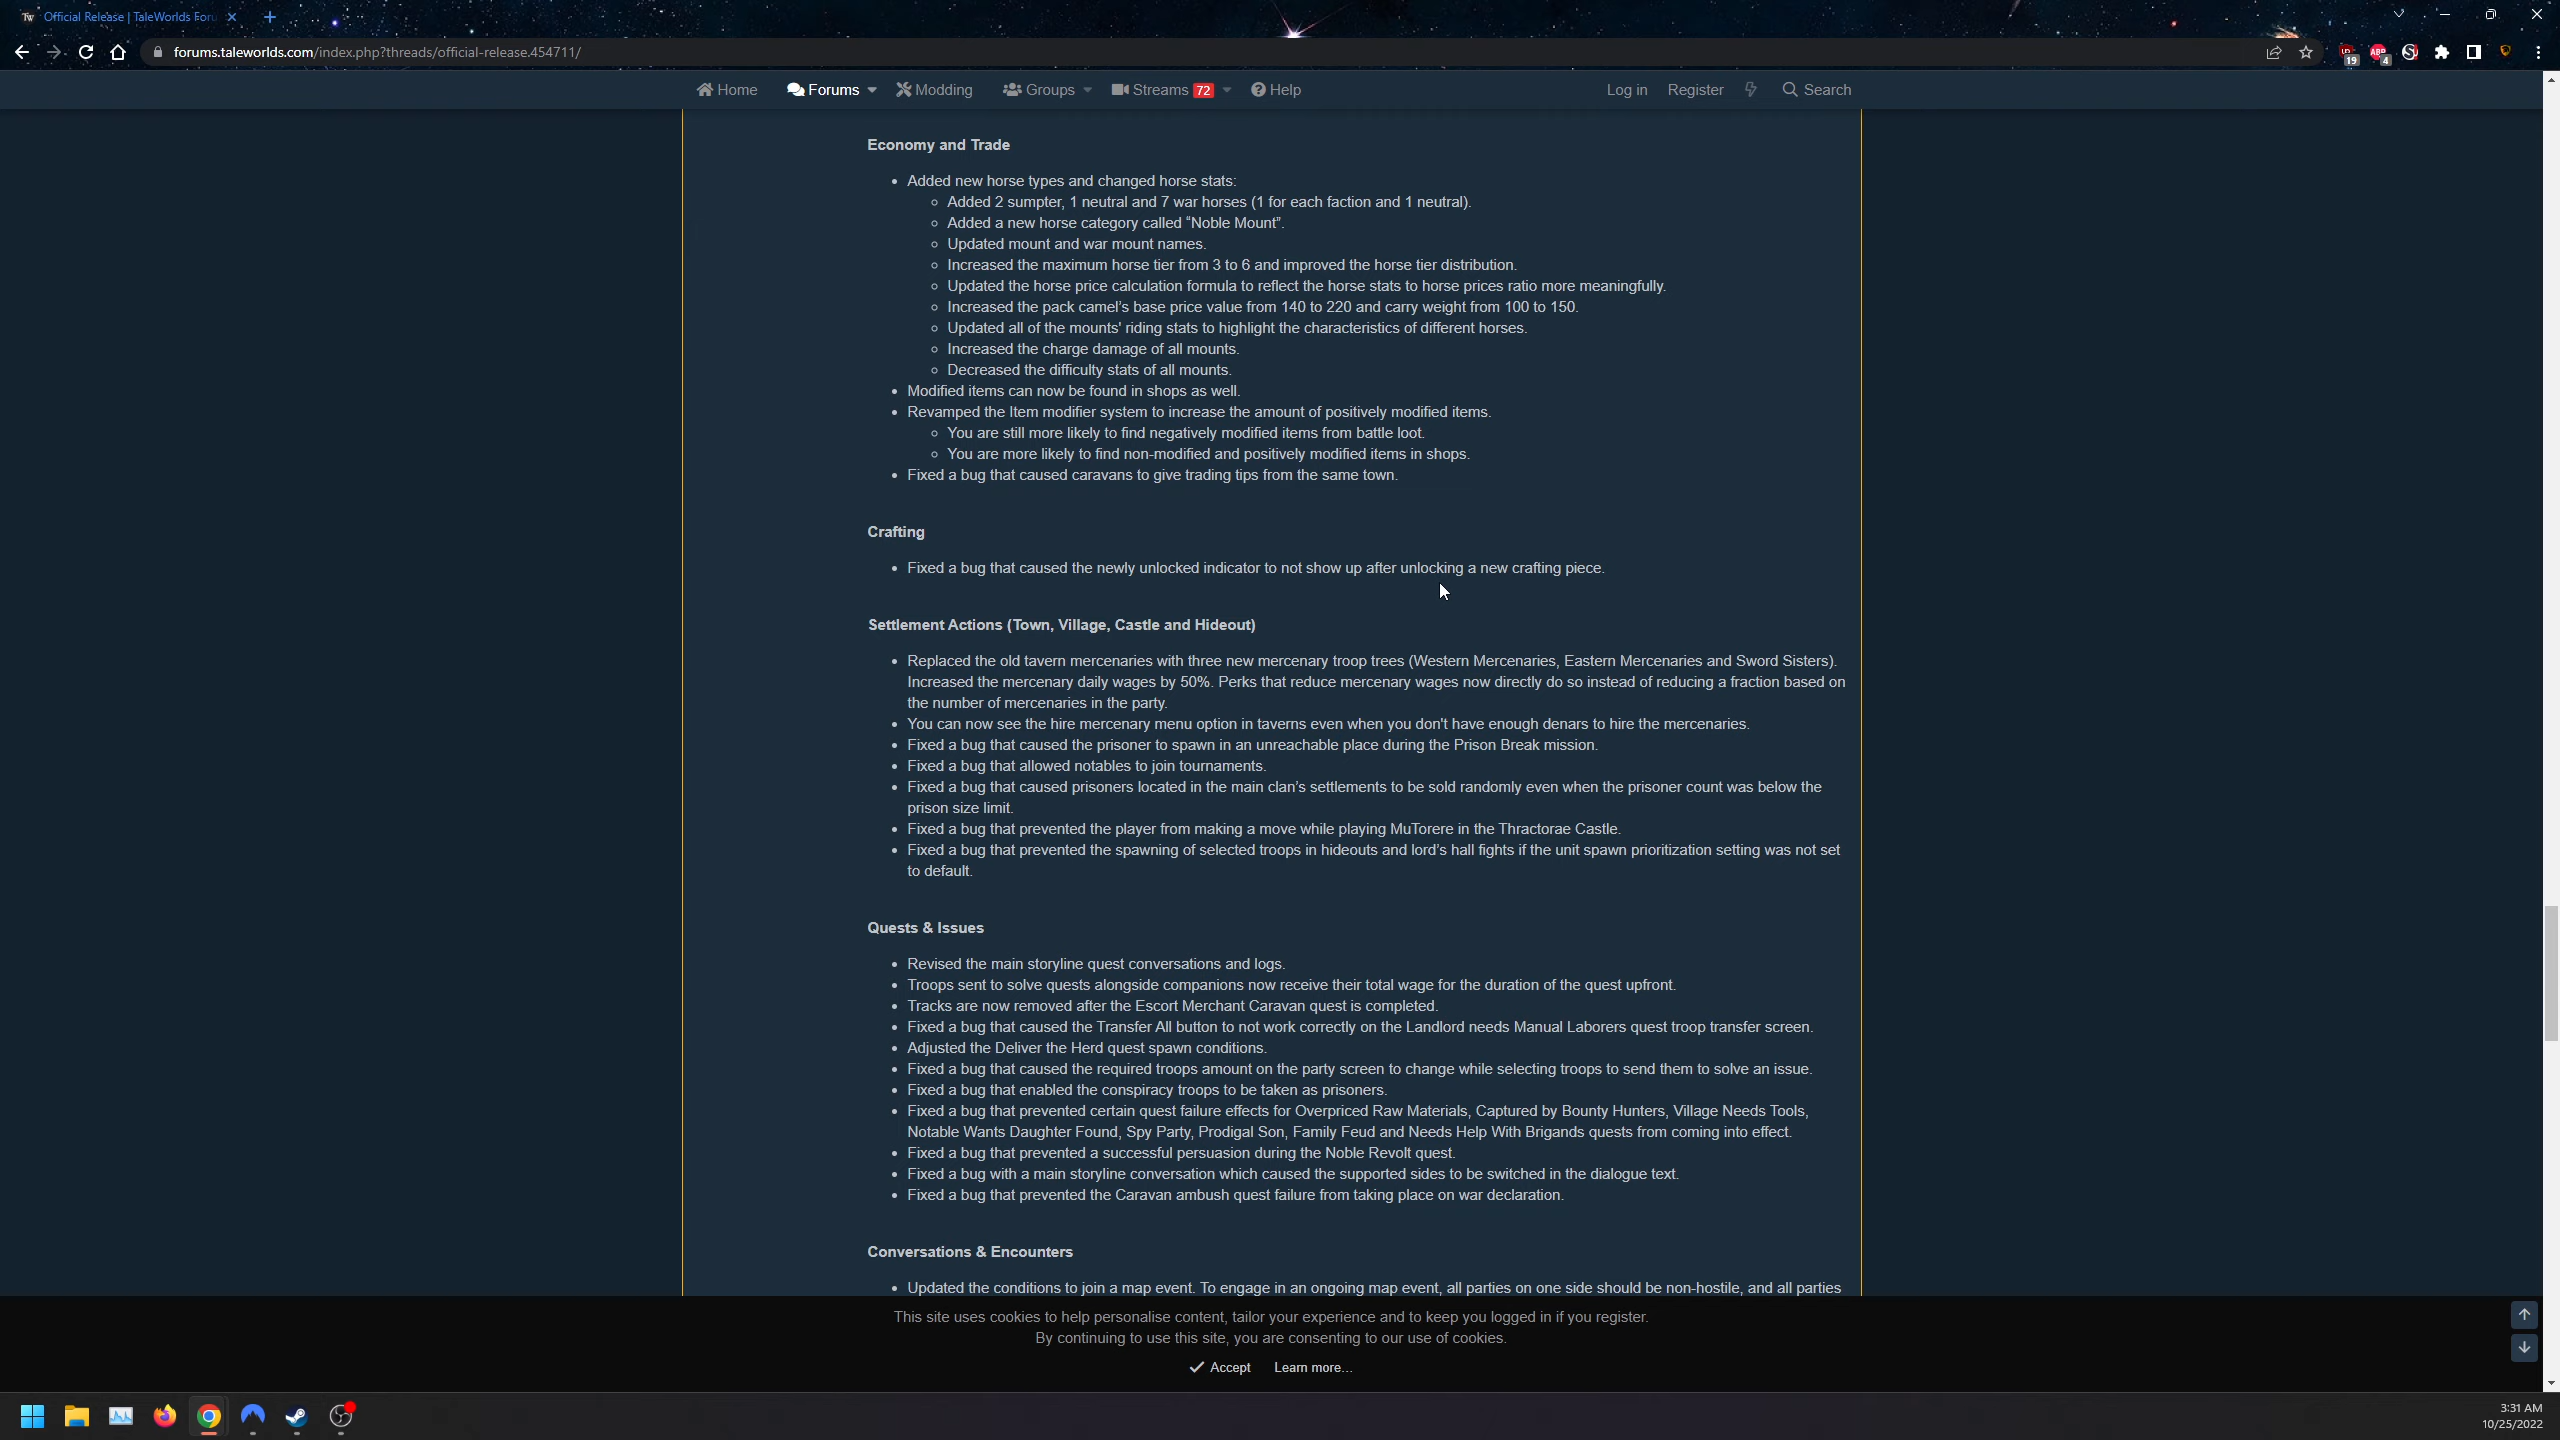 Official Release | TaleWorlds Foru
forums.taleworlds.com/index.php?threads/official-release.454711/
19
ABP
4
Home
Forums
Modding
Groups
Streams 72
Help
Log in
Register
Search
Economy and Trade
Added new horse types and changed horse stats:
Added 2 sumpter, 1 neutral and 7 war horses (1 for each faction and 1 neutral).
Added a new horse category called “Noble Mount”.
Updated mount and war mount names.
Increased the maximum horse tier from 3 to 6 and improved the horse tier distribution.
Updated the horse price calculation formula to reflect the horse stats to horse prices ratio more meaningfully.
Increased the pack camel’s base price value from 140 to 220 and carry weight from 100 to 150.
Updated all of the mounts' riding stats to highlight the characteristics of different horses.
Increased the charge damage of all mounts.
Decreased the difficulty stats of all mounts.
Modified items can now be found in shops as well.
Revamped the Item modifier system to increase the amount of positively modified items.
You are still more likely to find negatively modified items from battle loot.
You are more likely to find non-modified and positively modified items in shops.
Fixed a bug that caused caravans to give trading tips from the same town.
Crafting
Fixed a bug that caused the newly unlocked indicator to not show up after unlocking a new crafting piece.
Settlement Actions (Town, Village, Castle and Hideout)
Replaced the old tavern mercenaries with three new mercenary troop trees (Western Mercenaries, Eastern Mercenaries and Sword Sisters).
Increased the mercenary daily wages by 50%. Perks that reduce mercenary wages now directly do so instead of reducing a fraction based on
the number of mercenaries in the party.
You can now see the hire mercenary menu option in taverns even when you don't have enough denars to hire the mercenaries.
Fixed a bug that caused the prisoner to spawn in an unreachable place during the Prison Break mission.
Fixed a bug that allowed notables to join tournaments.
Fixed a bug that caused prisoners located in the main clan’s settlements to be sold randomly even when the prisoner count was below the
prison size limit.
Fixed a bug that prevented the player from making a move while playing MuTorere in the Thractorae Castle.
Fixed a bug that prevented the spawning of selected troops in hideouts and lord’s hall fights if the unit spawn prioritization setting was not set
to default.
Quests & Issues
Revised the main storyline quest conversations and logs.
Troops sent to solve quests alongside companions now receive their total wage for the duration of the quest upfront.
Tracks are now removed after the Escort Merchant Caravan quest is completed.
Fixed a bug that caused the Transfer All button to not work correctly on the Landlord needs Manual Laborers quest troop transfer screen.
Adjusted the Deliver the Herd quest spawn conditions.
Fixed a bug that caused the required troops amount on the party screen to change while selecting troops to send them to solve an issue.
Fixed a bug that enabled the conspiracy troops to be taken as prisoners.
Fixed a bug that prevented certain quest failure effects for Overpriced Raw Materials, Captured by Bounty Hunters, Village Needs Tools,
Notable Wants Daughter Found, Spy Party, Prodigal Son, Family Feud and Needs Help With Brigands quests from coming into effect.
Fixed a bug that prevented a successful persuasion during the Noble Revolt quest.
Fixed a bug with a main storyline conversation which caused the supported sides to be switched in the dialogue text.
Fixed a bug that prevented the Caravan ambush quest failure from taking place on war declaration.
Conversations & Encounters
Updated the conditions to join a map event. To engage in an ongoing map event, all parties on one side should be non-hostile, and all parties
This site uses cookies to help personalise content, tailor your experience and to keep you logged in if you register.
By continuing to use this site, you are consenting to our use of cookies.
Accept
Learn more…
3:31 AM
10/25/2022